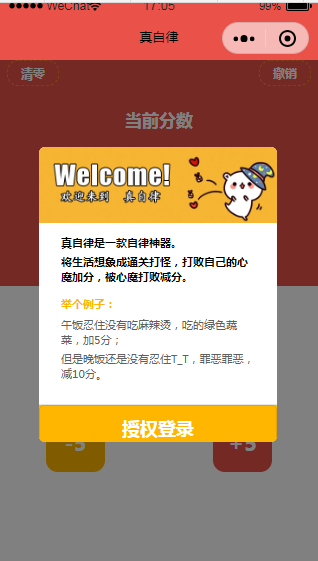 WeChat 17:05 99%
真自律
清零 撤销
当前分数
Welcome!
欢迎来到 真自律
真自律是一款自律神器。
将生活想象成通关打怪，打败自己的心
魔加分，被心魔打败减分。
举个例子：
午饭忍住没有吃麻辣烫，吃的绿色蔬
菜，加5分；
但是晚饭还是没有忍住T_T，罪恶罪恶，
减10分。
授权登录
-5 +5